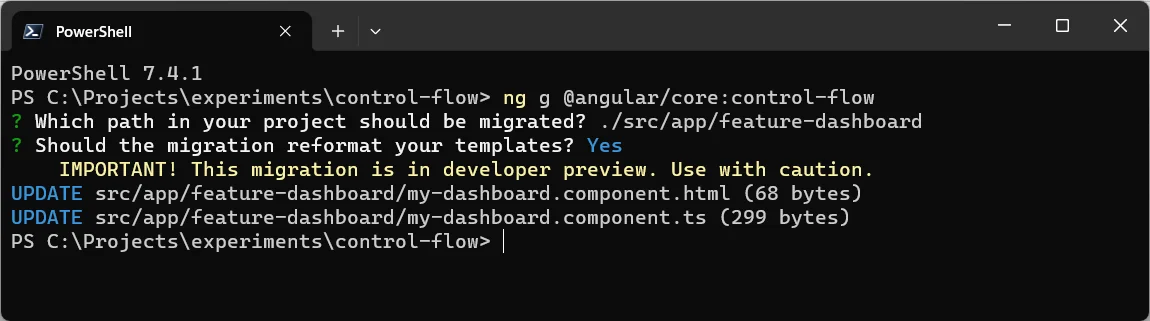 PowerShell
PowerShell 7.4.1
PS C:\Projects\experiments\control-flow> ng g @angular/core:control-flow
? Which path in your project should be migrated? ./src/app/feature-dashboard
? Should the migration reformat your templates? Yes
IMPORTANT! This migration is in developer preview. Use with caution.
UPDATE src/app/feature-dashboard/my-dashboard.component.html (68 bytes)
UPDATE src/app/feature-dashboard/my-dashboard.component.ts (299 bytes)
PS C:\Projects\experiments\control-flow>